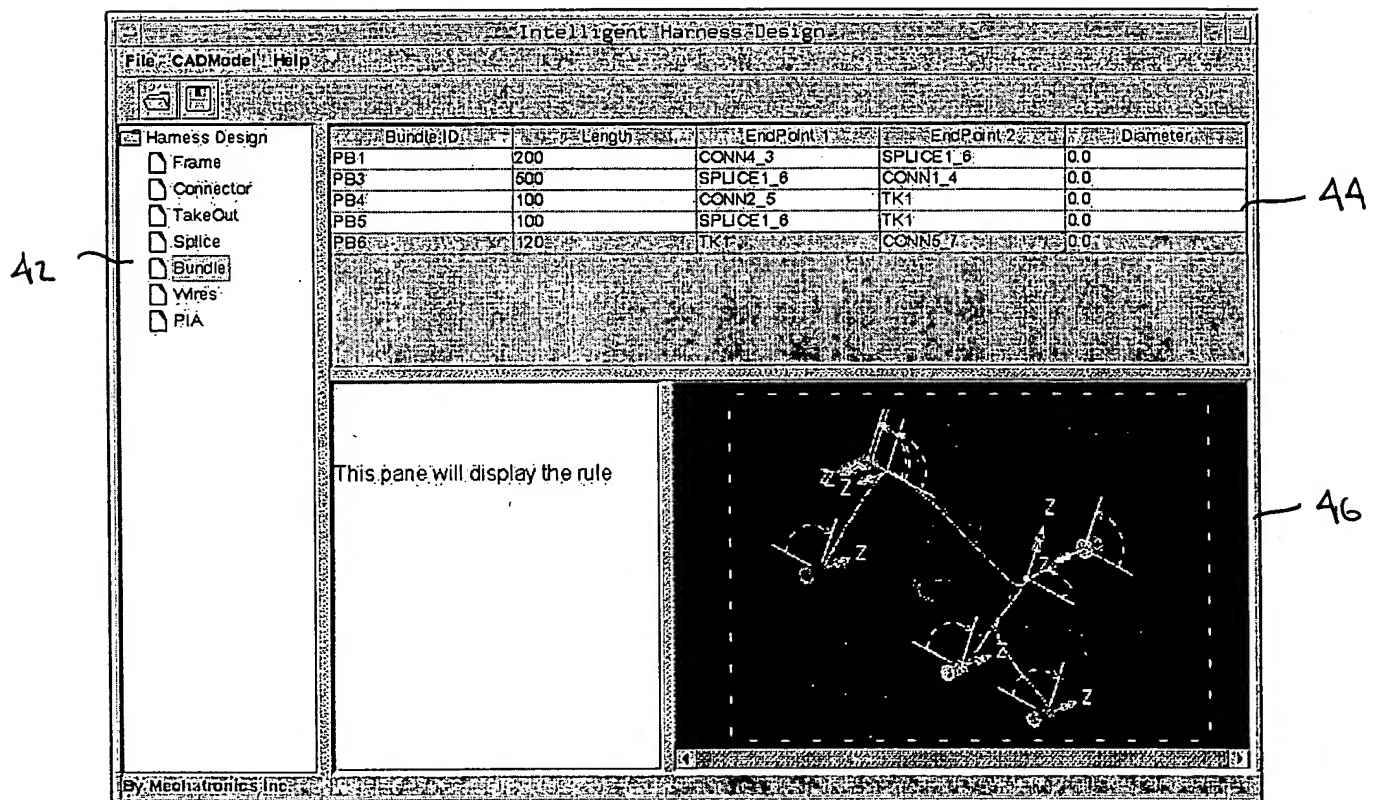 Intelligent Harness Design
File CADModel Help
Harness Design
Frame
Connector
TakeOut
Splice
Bundle
Wires
PIA
Bundle ID Length EndPoint 1 EndPoint 2 Diameter
PB1 200 CONN4_3 SPLICE1_6 0.0
PB3 500 SPLICE1_6 CONN1_4 0.0
PB4 100 CONN2_5 TK1 0.0
PB5 100 SPLICE1_6 TK1 0.0
PB6 120 TK1 CONN5_7 0.0
44
42
This pane will display the rule
Z
Z
Z
Z
Z
Z
Z
46
By Mechatronics Inc.